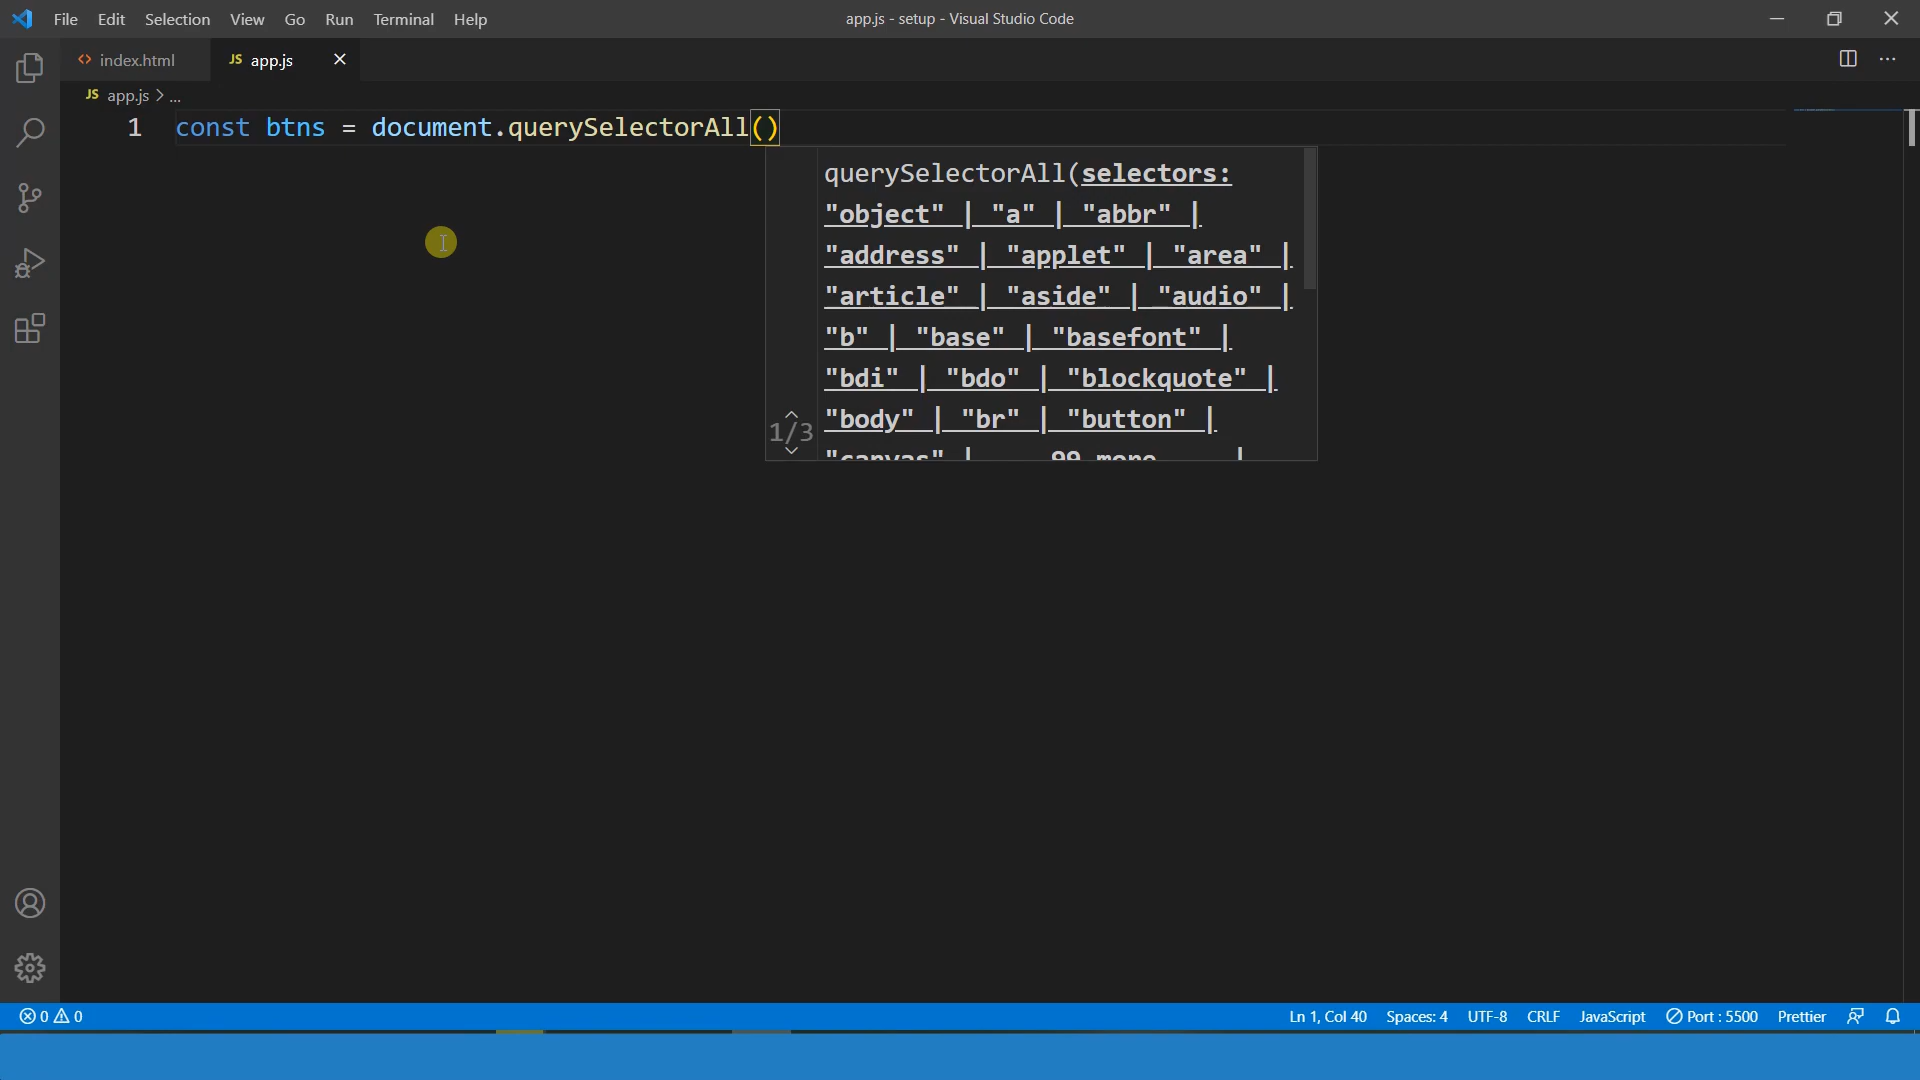 File Edit Selection View Go Run Terminal Help
app.js - setup - Visual Studio Code
<> index.html
JS app.js
JS app.js > ...
1 const btns = document.querySelectorAll()
querySelectorAll(selectors:
"object" | "a" | "abbr" |
"address" | "applet" | "area" |
"article" | "aside" | "audio" |
"b" | "base" | "basefont" |
"bdi" | "bdo" | "blockquote" |
"body" | "br" | "button" |
1/3
"canvas" | ... 99 more ... |
0 0
Ln 1, Col 40 Spaces: 4 UTF-8 CRLF JavaScript Port : 5500 Prettier